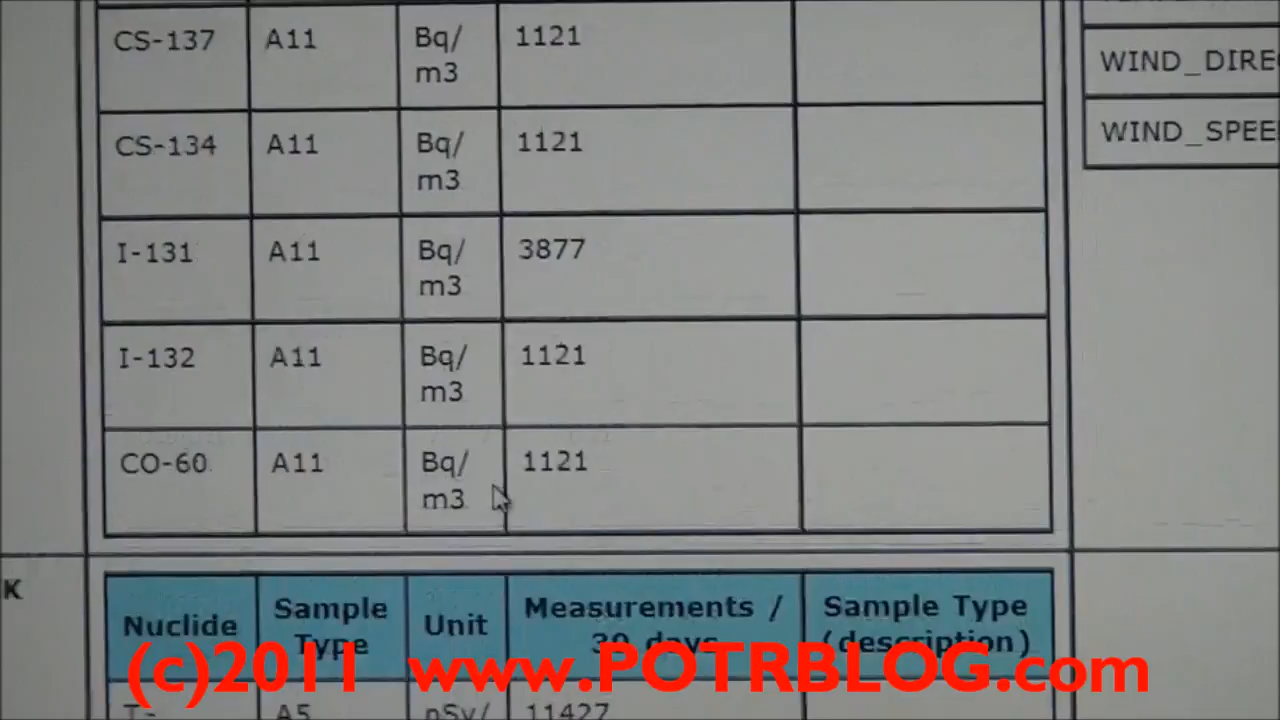 CS-137 A11 Bq/ 1121
m3
WIND_DIRE
CS-134 A11 Bq/ 1121
m3
WIND_SPEE
I-131 A11 Bq/ 3877
m3
I-132 A11 Bq/ 1121
m3
CO-60 A11 Bq/ 1121
m3
K
Nuclide Sample Type Unit Measurements / 30 days Sample Type (description)
(c)2011 www.POTRBLOG.com
T- A5 nSv/ 11427